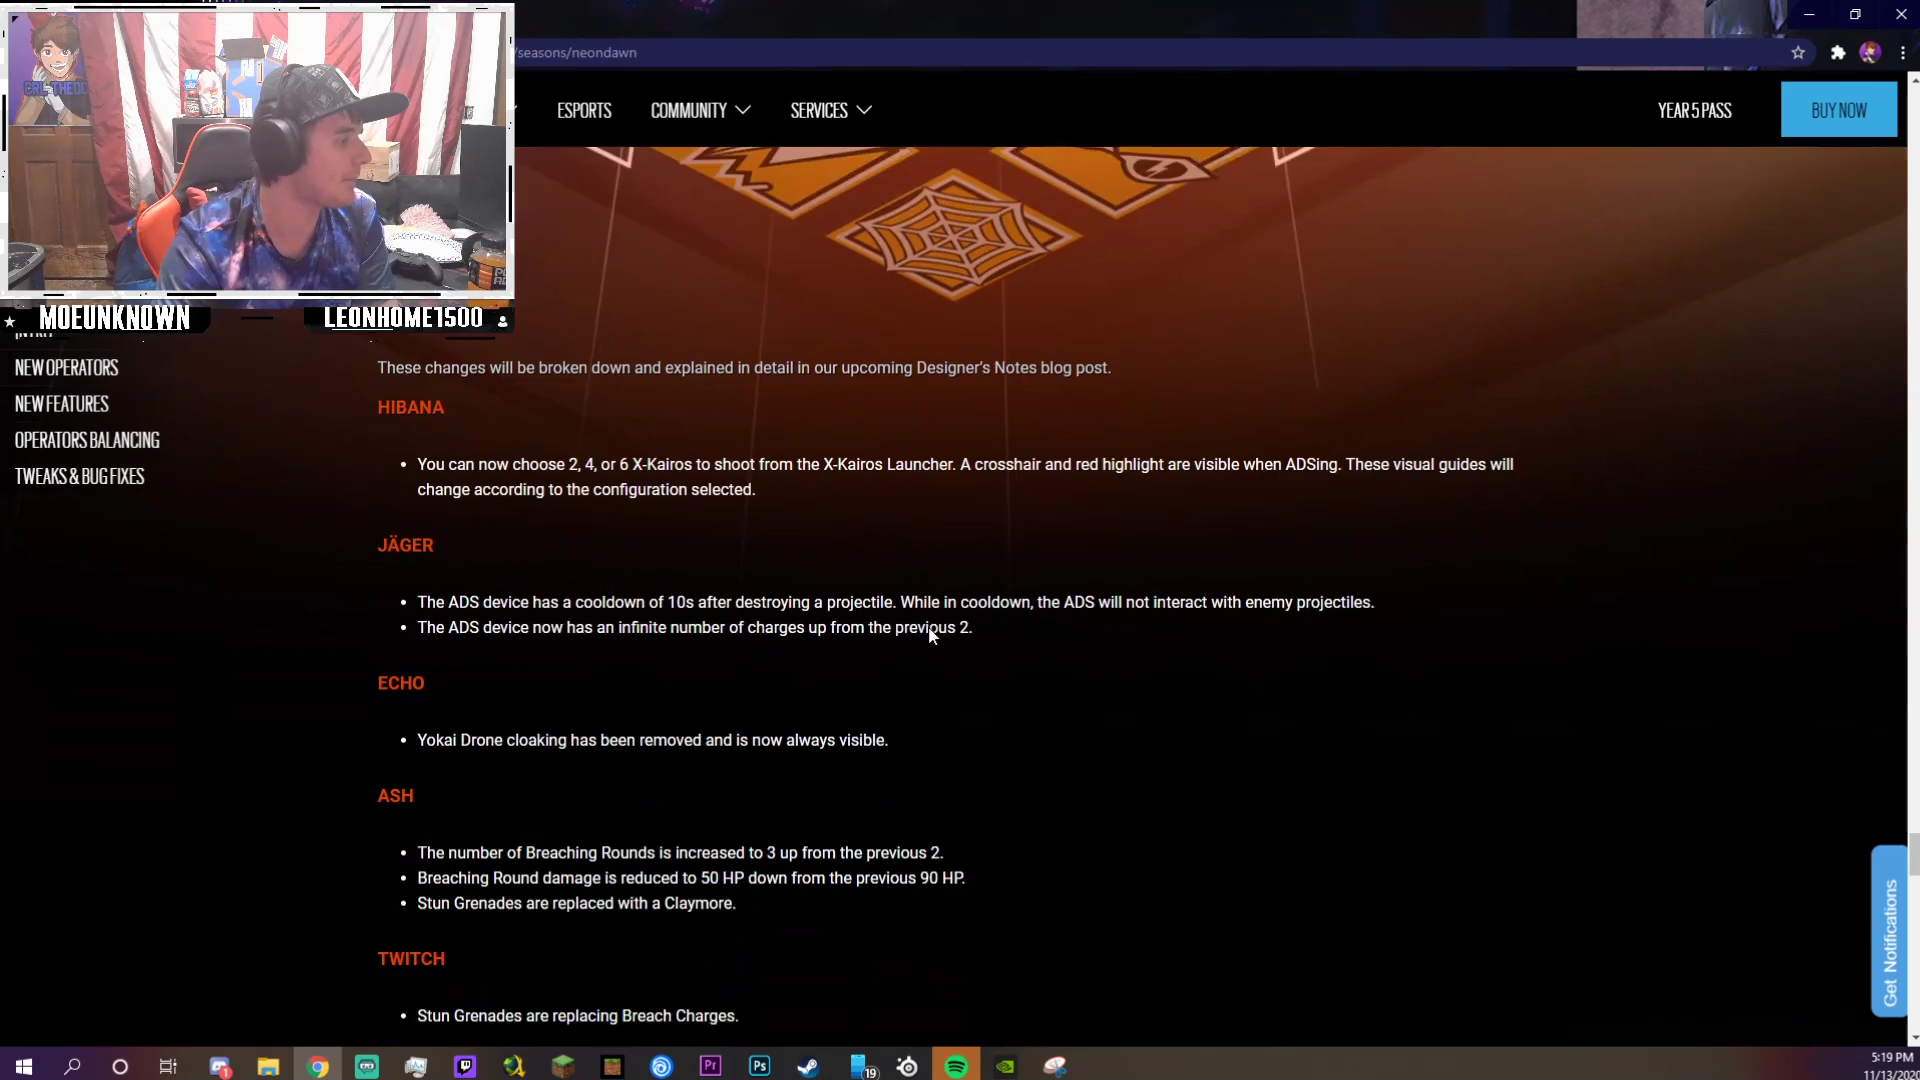 /seasons/neondawn
ESPORTS
COMMUNITY
SERVICES
YEAR 5 PASS
BUY NOW
MOEUNKNOWN
LEONHOME1500
NEW OPERATORS
NEW FEATURES
OPERATORS BALANCING
TWEAKS & BUG FIXES
These changes will be broken down and explained in detail in our upcoming Designer's Notes blog post.
HIBANA
• You can now choose 2, 4, or 6 X-Kairos to shoot from the X-Kairos Launcher. A crosshair and red highlight are visible when ADSing. These visual guides will
change according to the configuration selected.
JÄGER
• The ADS device has a cooldown of 10s after destroying a projectile. While in cooldown, the ADS will not interact with enemy projectiles.
• The ADS device now has an infinite number of charges up from the previous 2.
ECHO
• Yokai Drone cloaking has been removed and is now always visible.
ASH
• The number of Breaching Rounds is increased to 3 up from the previous 2.
• Breaching Round damage is reduced to 50 HP down from the previous 90 HP.
• Stun Grenades are replaced with a Claymore.
TWITCH
• Stun Grenades are replacing Breach Charges.
Get Notifications
1
Pr
Ps
19
5:19 PM
11/13/2020